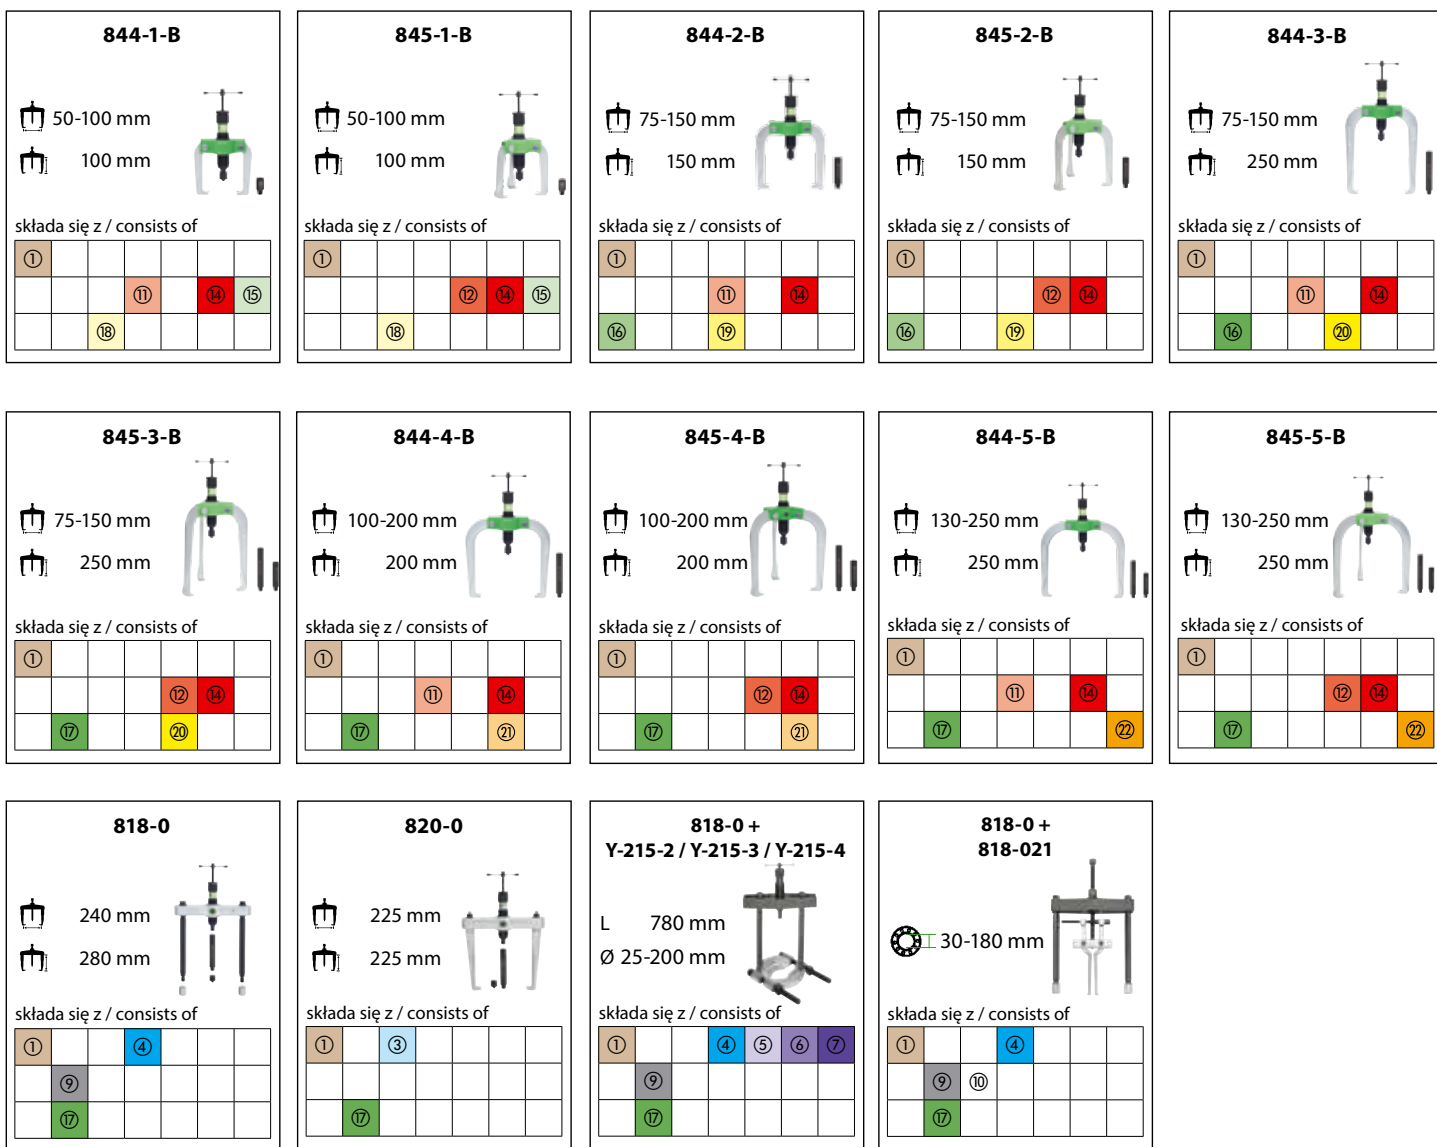 844-1-B
50-100 mm
100 mm
składa się z / consists of
①
⑪ ⑭ ⑮
⑱
845-1-B
50-100 mm
100 mm
składa się z / consists of
①
⑫ ⑭ ⑮
⑱
844-2-B
75-150 mm
150 mm
składa się z / consists of
①
⑪ ⑭
⑯ ⑲
845-2-B
75-150 mm
150 mm
składa się z / consists of
①
⑫ ⑭
⑯ ⑲
844-3-B
75-150 mm
250 mm
składa się z / consists of
①
⑪ ⑭
⑯ ⑳
845-3-B
75-150 mm
250 mm
składa się z / consists of
①
⑫ ⑭
⑰ ⑳
844-4-B
100-200 mm
200 mm
składa się z / consists of
①
⑪ ⑭
⑰ ㉑
845-4-B
100-200 mm
200 mm
składa się z / consists of
①
⑫ ⑭
⑰ ㉑
844-5-B
130-250 mm
250 mm
składa się z / consists of
①
⑪ ⑭
⑰ ㉒
845-5-B
130-250 mm
250 mm
składa się z / consists of
①
⑫ ⑭
⑰ ㉒
818-0
240 mm
280 mm
składa się z / consists of
① ④
⑨
⑰
820-0
225 mm
225 mm
składa się z / consists of
① ③
⑰
818-0 +
Y-215-2 / Y-215-3 / Y-215-4
L 780 mm
Ø 25-200 mm
składa się z / consists of
① ④ ⑤ ⑥ ⑦
⑨
⑰
818-0 +
818-021
30-180 mm
składa się z / consists of
① ④
⑨ ⑩
⑰